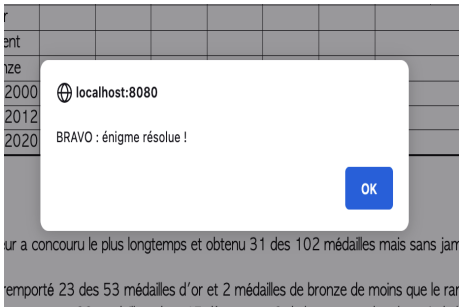 ent
nze
2000
2012
2020
localhost:8080
BRAVO : énigme résolue !
OK
eur a concouru le plus longtemps et obtenu 31 des 102 médailles mais sans jam
remporté 23 des 53 médailles d'or et 2 médailles de bronze de moins que le rar